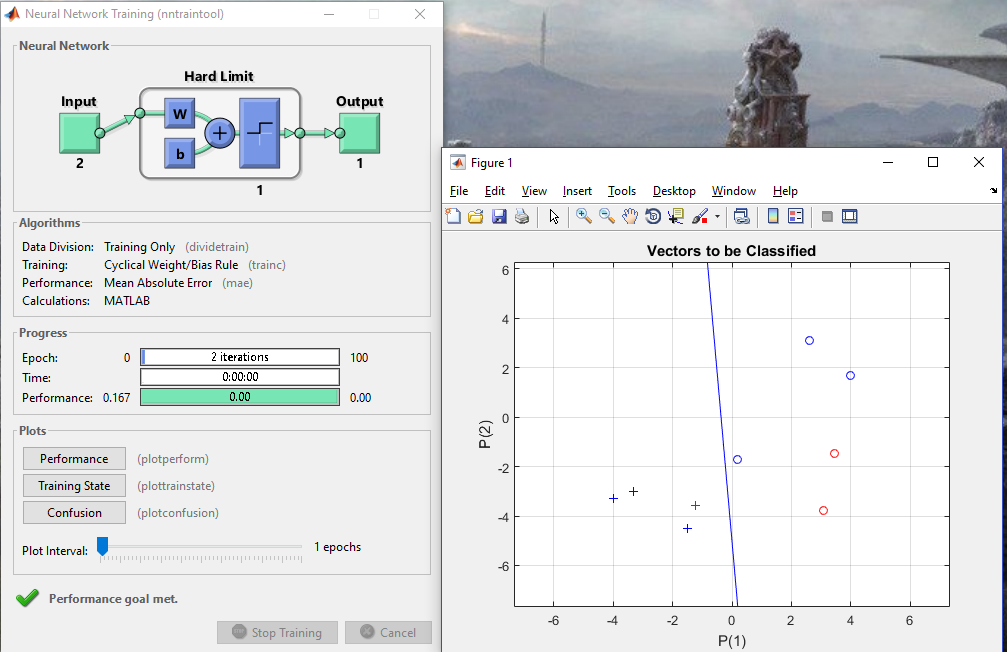 Neural Network Training (nntraintool)
Neural Network
Hard Limit
Input
Output
W
b
+
2
1
1
Algorithms
Data Division: Training Only (dividetrain)
Training: Cyclical Weight/Bias Rule (trainc)
Performance: Mean Absolute Error (mae)
Calculations: MATLAB
Progress
Epoch: 0 2 iterations 100
Time: 0:00:00
Performance: 0.167 0.00 0.00
Plots
Performance (plotperform)
Training State (plottrainstate)
Confusion (plotconfusion)
Plot Interval: 1 epochs
Performance goal met.
Stop Training Cancel
Figure 1
File Edit View Insert Tools Desktop Window Help
Vectors to be Classified
6
4
2
0
-2
-4
-6
P(2)
-6 -4 -2 0 2 4 6
P(1)